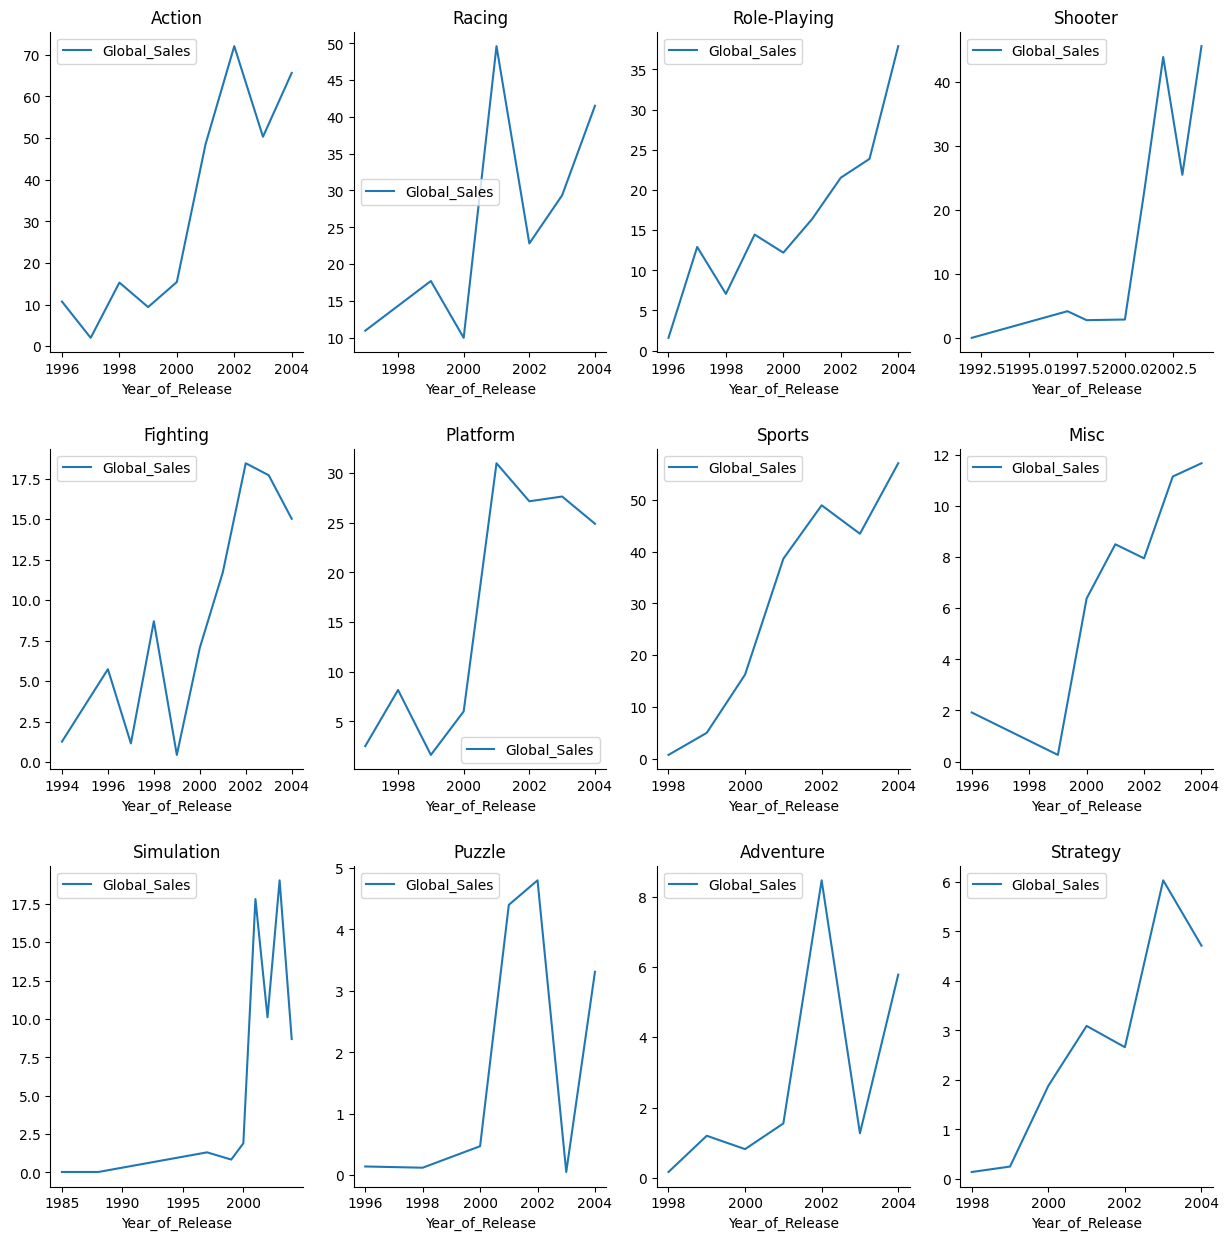 Action
Global_Sales
70
60
50
40
30
20
10
0
1996 1998 2000 2002 2004
Year_of_Release
Racing
Global_Sales
50
45
40
35
30
25
20
15
10
1998 2000 2002 2004
Year_of_Release
Role-Playing
Global_Sales
35
30
25
20
15
10
5
0
1996 1998 2000 2002 2004
Year_of_Release
Shooter
Global_Sales
40
30
20
10
0
1992.5 1995.0 1997.5 2000.0 2002.5
Year_of_Release
Fighting
Global_Sales
17.5
15.0
12.5
10.0
7.5
5.0
2.5
0.0
1994 1996 1998 2000 2002 2004
Year_of_Release
Platform
30
25
20
15
10
5
Global_Sales
1998 2000 2002 2004
Year_of_Release
Sports
Global_Sales
50
40
30
20
10
0
1998 2000 2002 2004
Year_of_Release
Misc
Global_Sales
12
10
8
6
4
2
0
1996 1998 2000 2002 2004
Year_of_Release
Simulation
Global_Sales
17.5
15.0
12.5
10.0
7.5
5.0
2.5
0.0
1985 1990 1995 2000
Year_of_Release
Puzzle
Global_Sales
5
4
3
2
1
0
1996 1998 2000 2002 2004
Year_of_Release
Adventure
Global_Sales
8
6
4
2
0
1998 2000 2002 2004
Year_of_Release
Strategy
Global_Sales
6
5
4
3
2
1
0
1998 2000 2002 2004
Year_of_Release